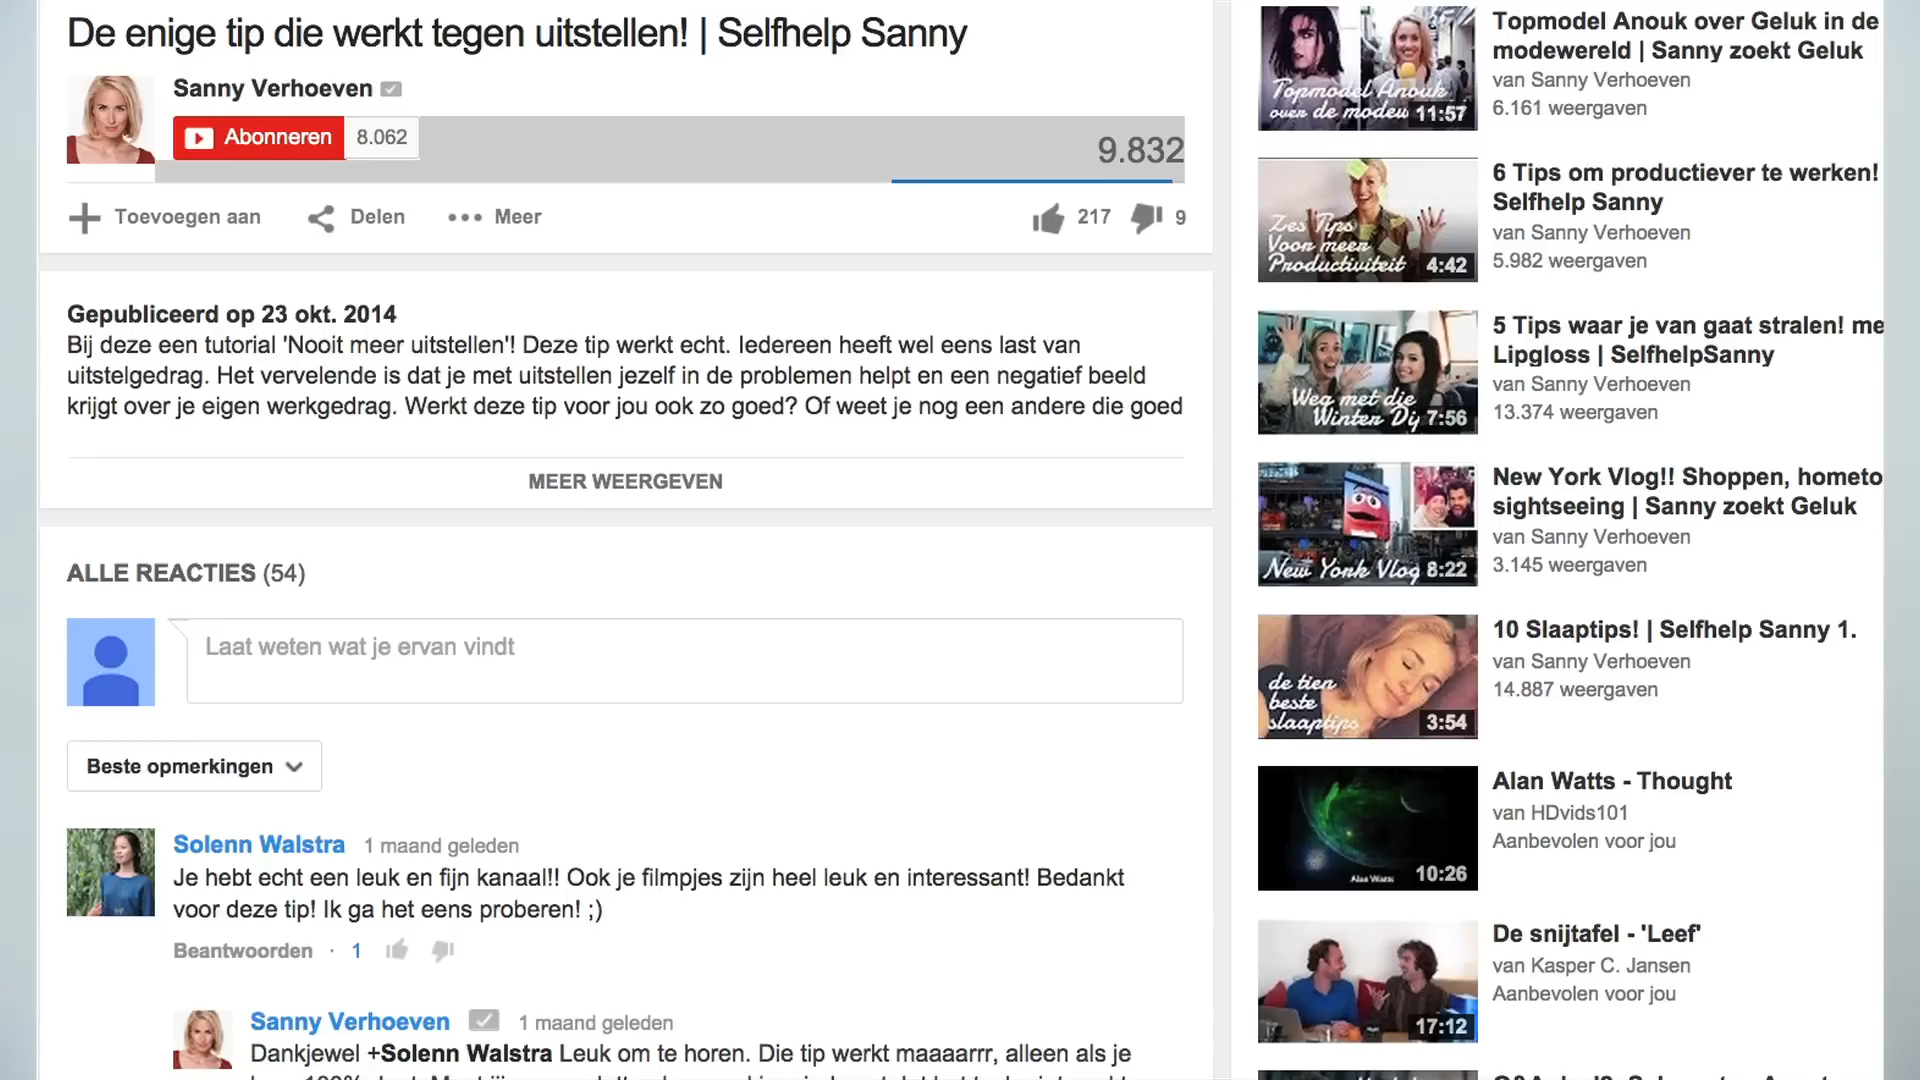 De enige tip die werkt tegen uitstellen! | Selfhelp Sanny
Sanny Verhoeven
Abonneren 8.062
9.832
Toevoegen aan Delen Meer 217 9
Gepubliceerd op 23 okt. 2014
Bij deze een tutorial 'Nooit meer uitstellen'! Deze tip werkt echt. Iedereen heeft wel eens last van
uitstelgedrag. Het vervelende is dat je met uitstellen jezelf in de problemen helpt en een negatief beeld
krijgt over je eigen werkgedrag. Werkt deze tip voor jou ook zo goed? Of weet je nog een andere die goed
MEER WEERGEVEN
ALLE REACTIES (54)
Laat weten wat je ervan vindt
Beste opmerkingen
Solenn Walstra 1 maand geleden
Je hebt echt een leuk en fijn kanaal!! Ook je filmpjes zijn heel leuk en interessant! Bedankt
voor deze tip! Ik ga het eens proberen! ;)
Beantwoorden · 1
Sanny Verhoeven 1 maand geleden
Dankjewel +Solenn Walstra Leuk om te horen. Die tip werkt maaaarrr, alleen als je
Topmodel Anouk
over de modew 11:57
Topmodel Anouk over Geluk in de
modewereld | Sanny zoekt Geluk
van Sanny Verhoeven
6.161 weergaven
Zes Tips
Voor meer
Productiviteit 4:42
6 Tips om productiever te werken!
Selfhelp Sanny
van Sanny Verhoeven
5.982 weergaven
Weg met die
Winter Dip 7:56
5 Tips waar je van gaat stralen! me
Lipgloss | SelfhelpSanny
van Sanny Verhoeven
13.374 weergaven
New York Vlog 8:22
New York Vlog!! Shoppen, hometo
sightseeing | Sanny zoekt Geluk
van Sanny Verhoeven
3.145 weergaven
de tien
beste
slaaptips 3:54
10 Slaaptips! | Selfhelp Sanny 1.
van Sanny Verhoeven
14.887 weergaven
Alan Watts 10:26
Alan Watts - Thought
van HDvids101
Aanbevolen voor jou
17:12
De snijtafel - 'Leef'
van Kasper C. Jansen
Aanbevolen voor jou